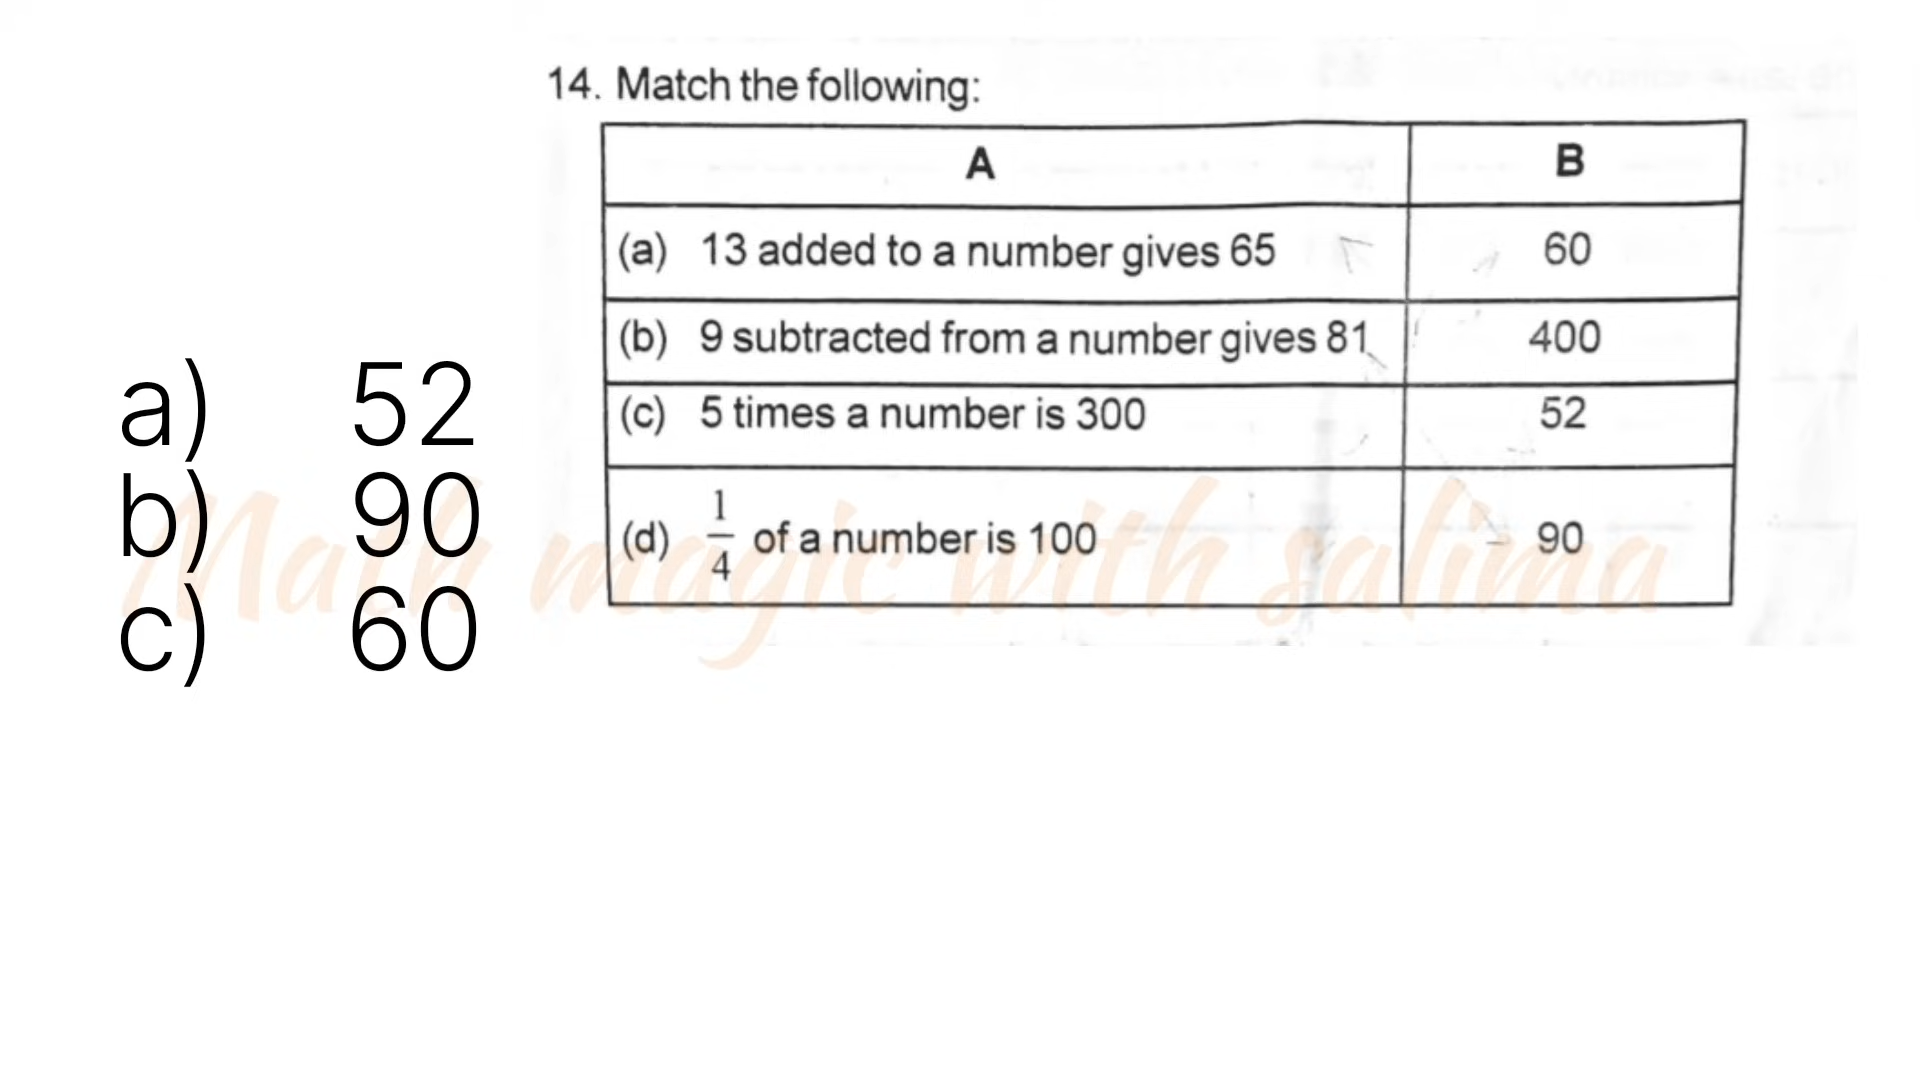 14. Match the following:
A B
(a) 13 added to a number gives 65 60
(b) 9 subtracted from a number gives 81 400
(c) 5 times a number is 300 52
(d) 1/4 of a number is 100 90
a) 52
b) 90
c) 60
Math magic with salima